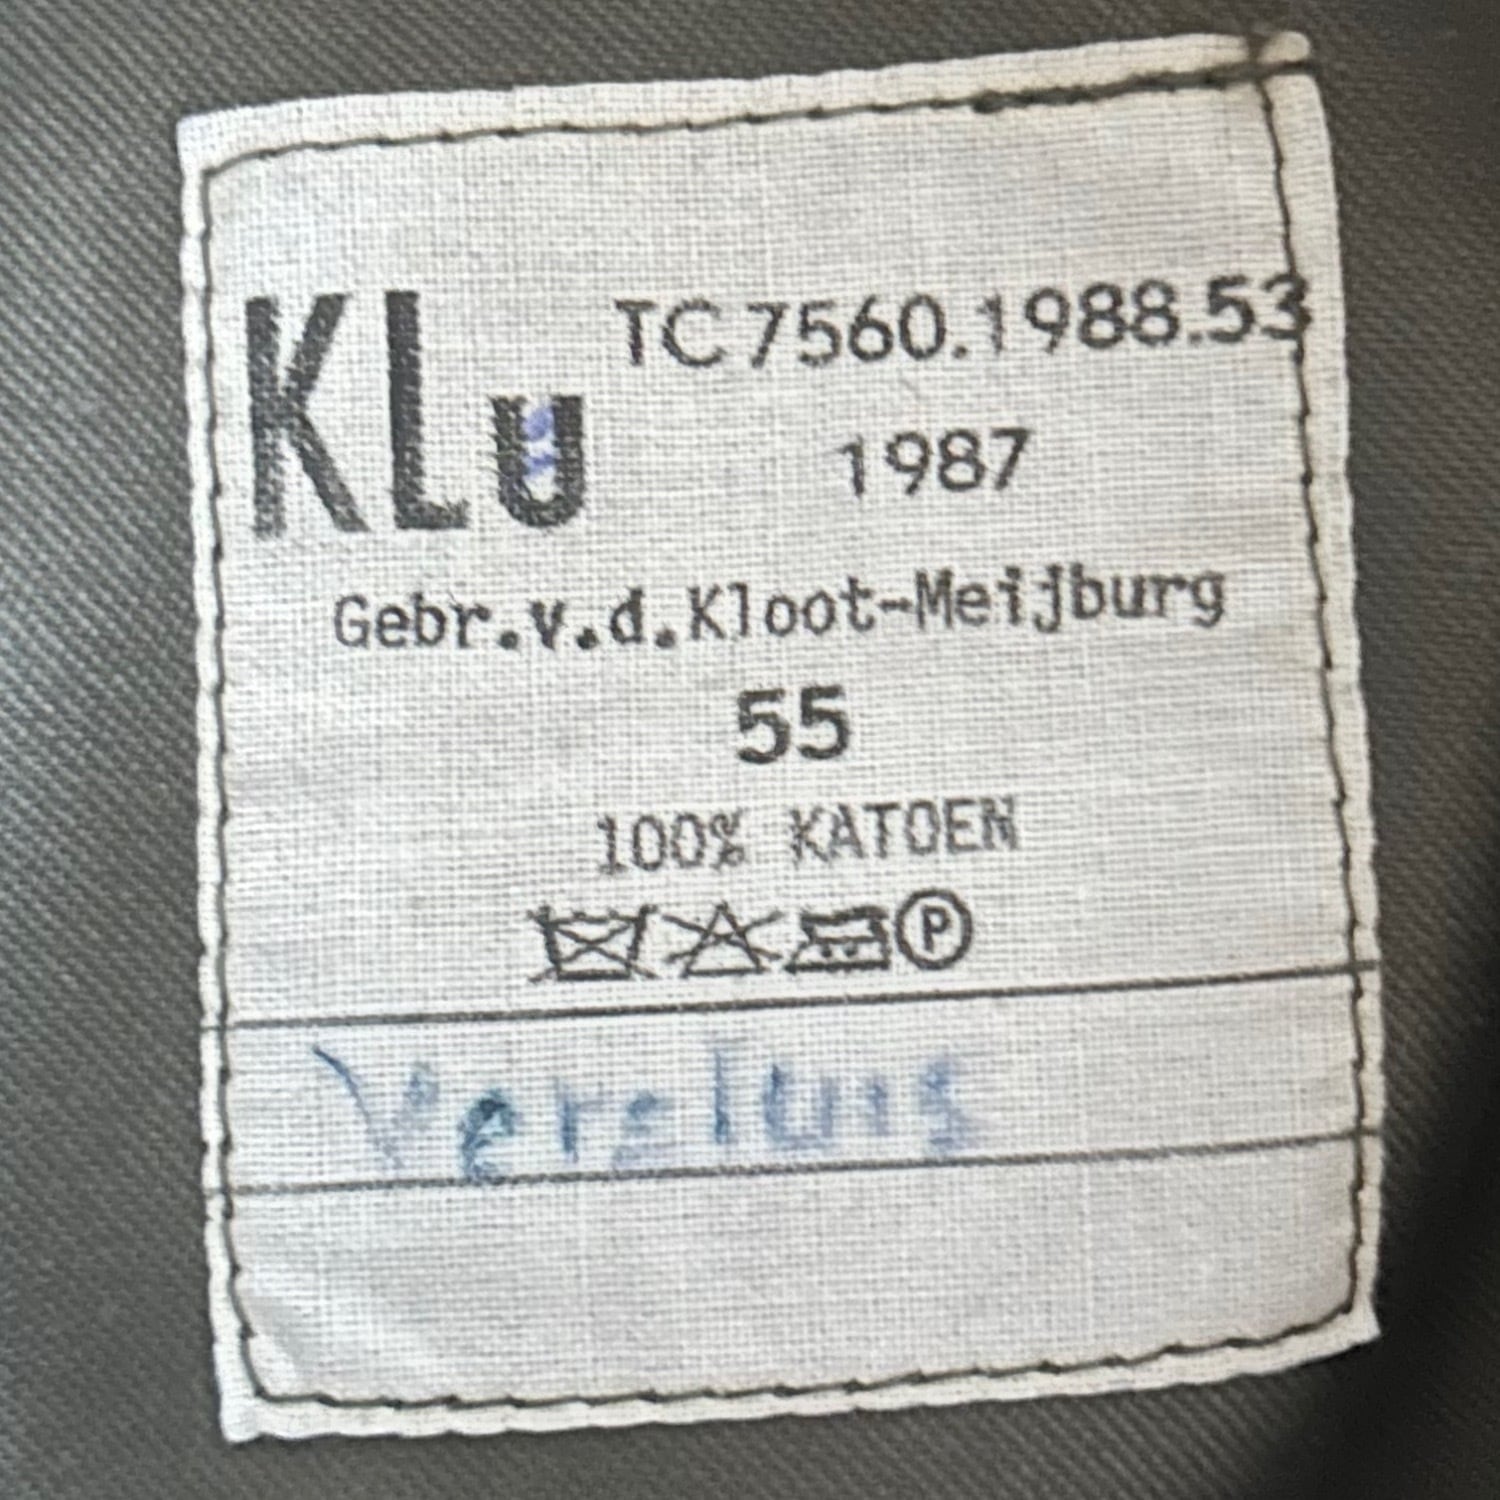 KLu TC 7560.1988.53
1987
Gebr.v.d.Kloot-Meijburg
55
100% KATOEN
P
Versluis